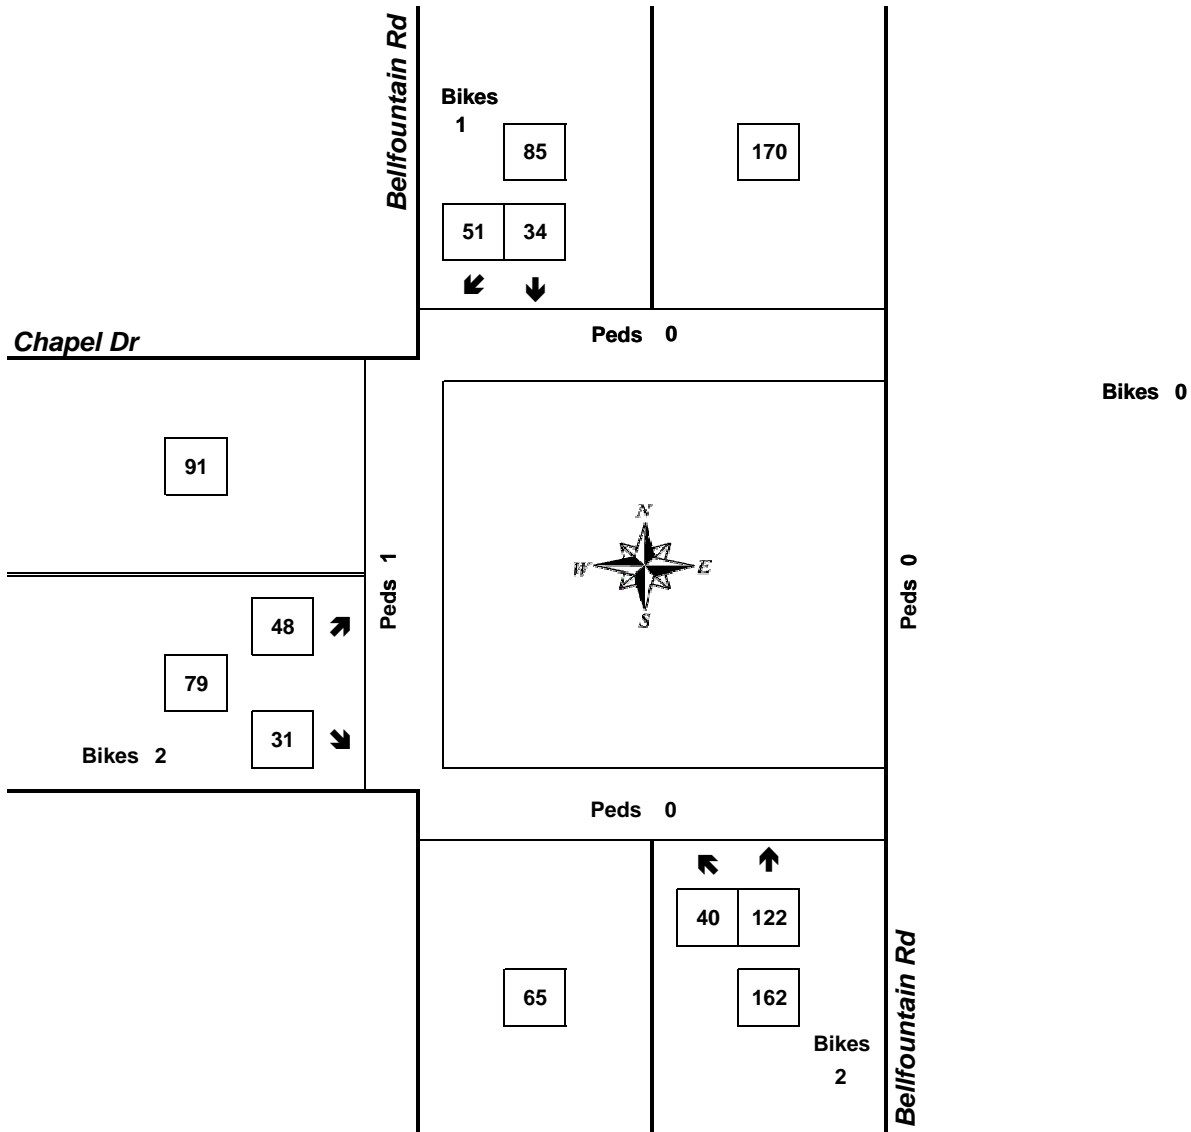 Bellfountain Rd
Bikes
1
85
170
51 34
Peds 0
Chapel Dr
Bikes 0
91
N
W E
S
Peds 1
Peds 0
48
79
31
Bikes 2
Peds 0
40 122
65
162
Bikes
2
Bellfountain Rd